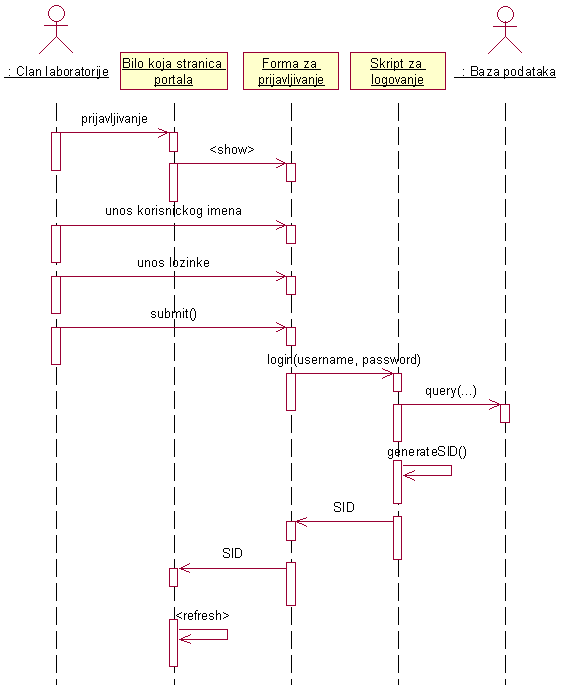 : Clan laboratorije
Bilo koja stranica
portala
Forma za
prijavljivanje
Skript za
logovanje
: Baza podataka
prijavljivanje
<show>
unos korisnickog imena
unos lozinke
submit()
login(username, password)
query(...)
generateSID()
SID
SID
<refresh>